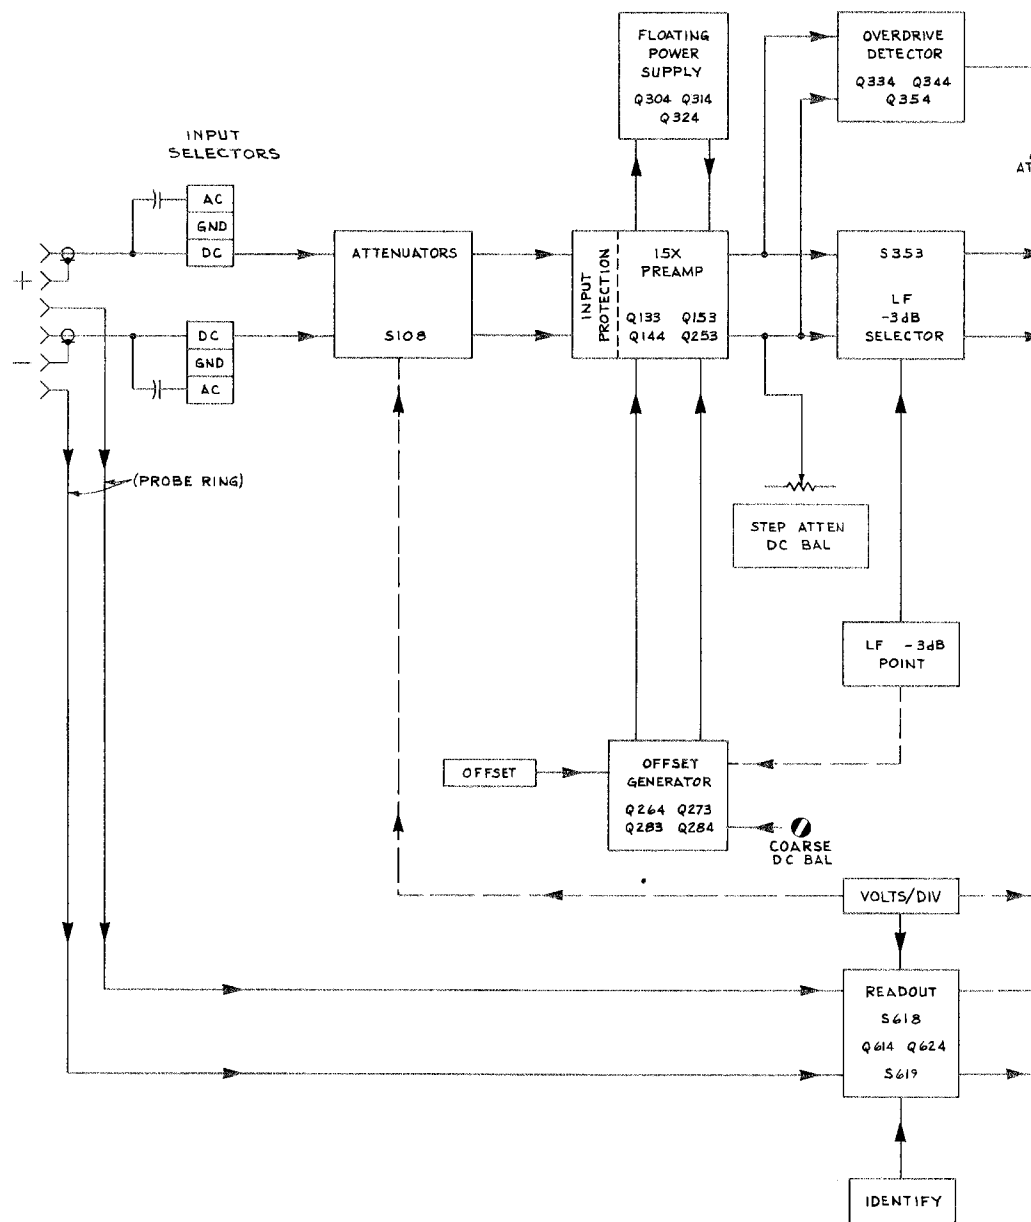 FLOATING
POWER
SUPPLY
Q304 Q314
Q324
OVERDRIVE
DETECTOR
Q334 Q344
Q354
INPUT
SELECTORS
AT
AC
GND
DC
+
ATTENUATORS
S108
INPUT
PROTECTION
15X
PREAMP
Q133 Q153
Q144 Q253
S353
LF
-3dB
SELECTOR
DC
GND
AC
-
(PROBE RING)
STEP ATTEN
DC BAL
LF -3dB
POINT
OFFSET
OFFSET
GENERATOR
Q264 Q273
Q283 Q284
COARSE
DC BAL
VOLTS/DIV
READOUT
S618
Q614 Q624
S619
IDENTIFY